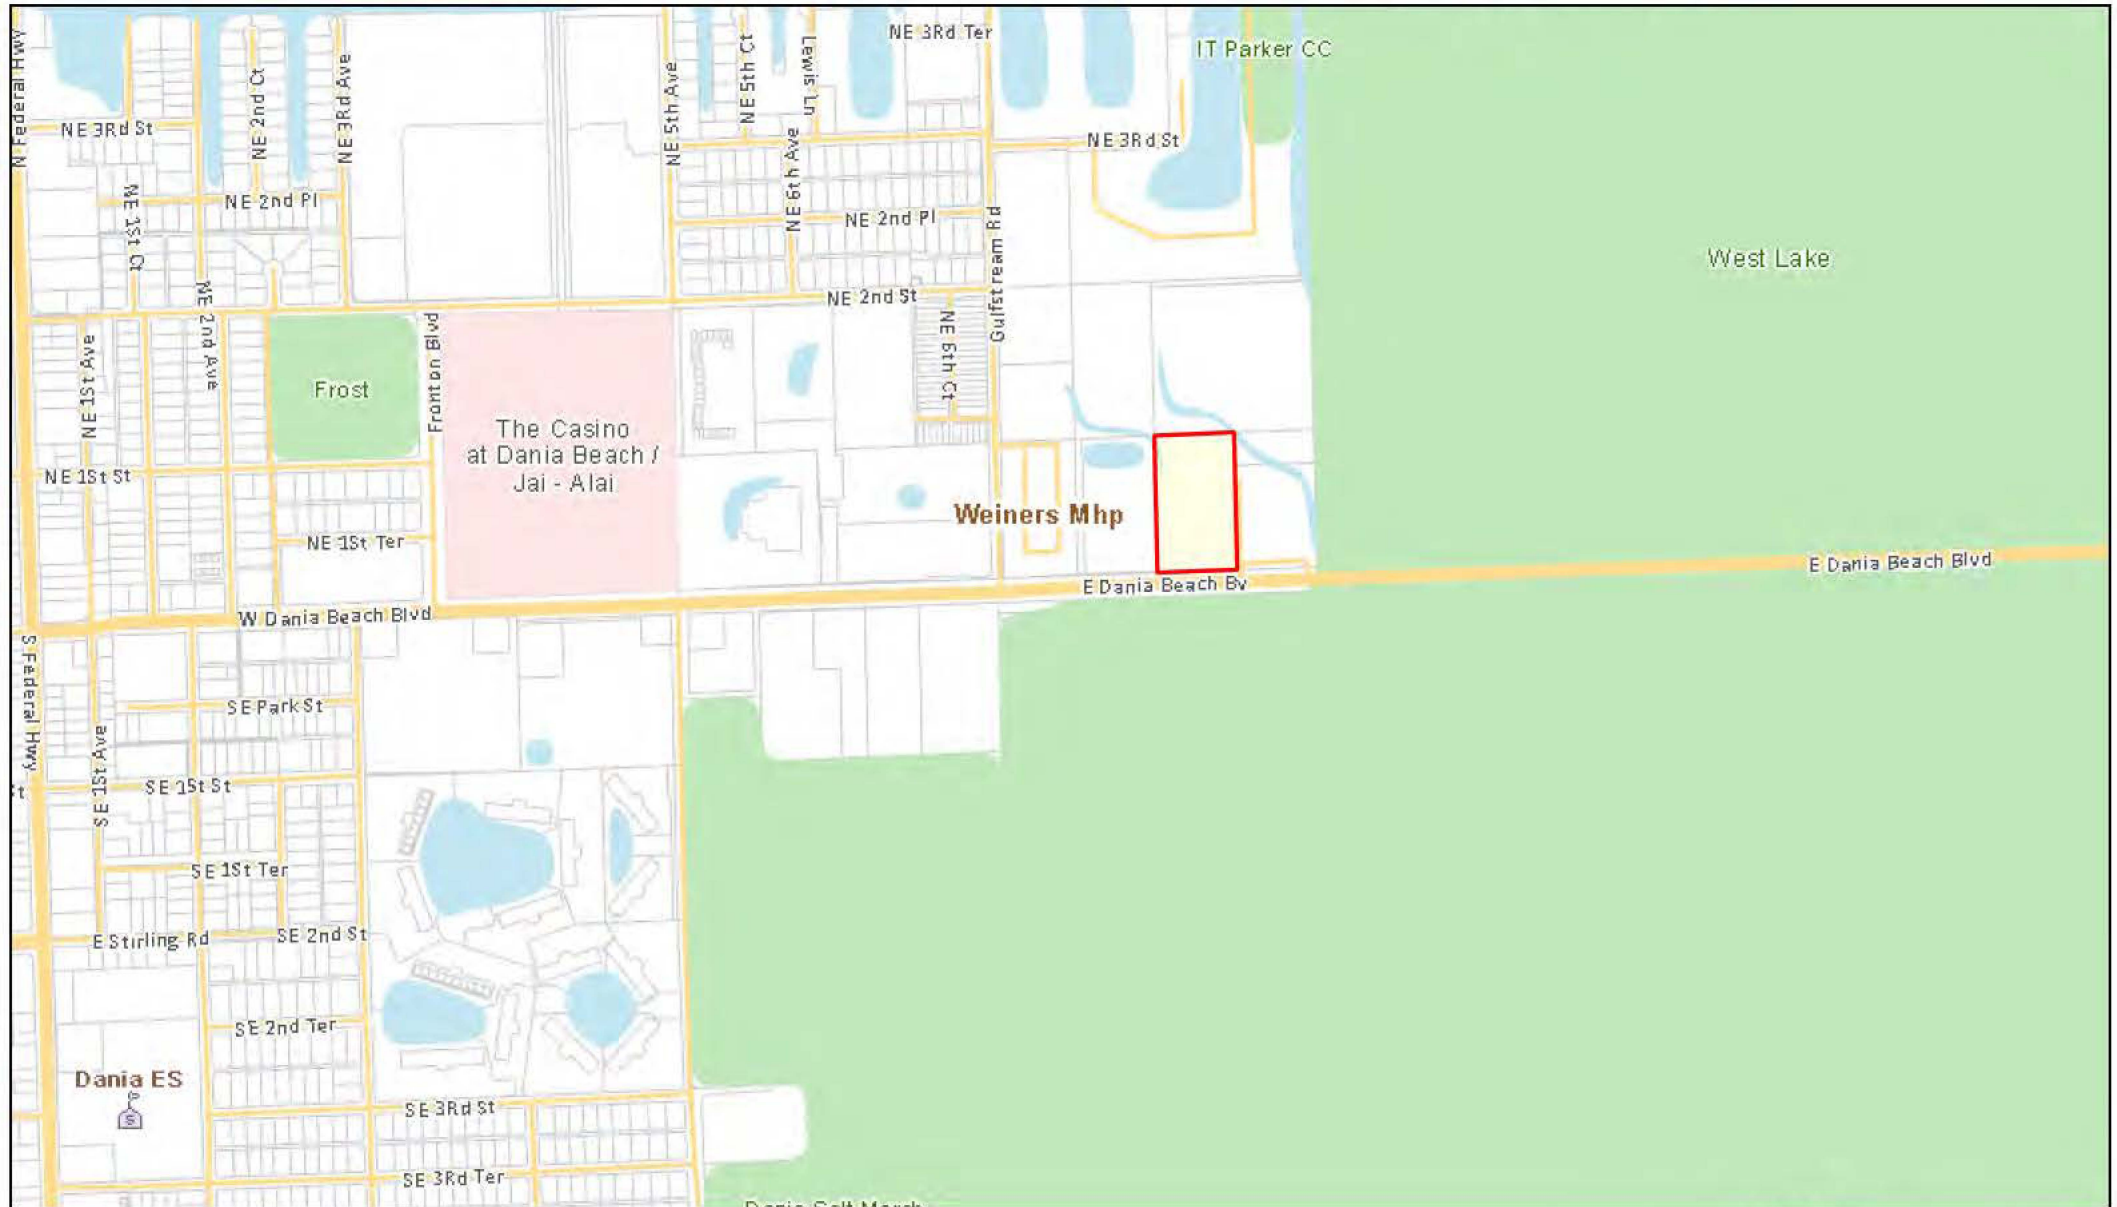 N Federal Hwy
NE 3Rd St
NE 2nd Ct
NE 3Rd Ave
NE 5th Ave
NE 5th Ct
Lewis Ln
NE 3Rd Ter
IT Parker CC
NE 3Rd St
NE 1St Ct
NE 2nd Pl
NE 6th Ave
NE 2nd Pl
Gulfstream Rd
West Lake
NE 2nd Ave
NE 2nd St
NE 1St Ave
Frost
Fronton Blvd
The Casino
at Dania Beach /
Jai - Alai
NE 6th Ct
NE 1St St
NE 1St Ter
Weiners Mhp
E Dania Beach Bv
E Dania Beach Blvd
W Dania Beach Blvd
S Federal Hwy
SE Park St
SE 1St Ave
St
SE 1St St
SE 1St Ter
E Stirling Rd
SE 2nd St
SE 2nd Ter
Dania ES
S
SE 3Rd St
SE 3Rd Ter
Dania Salt Marsh